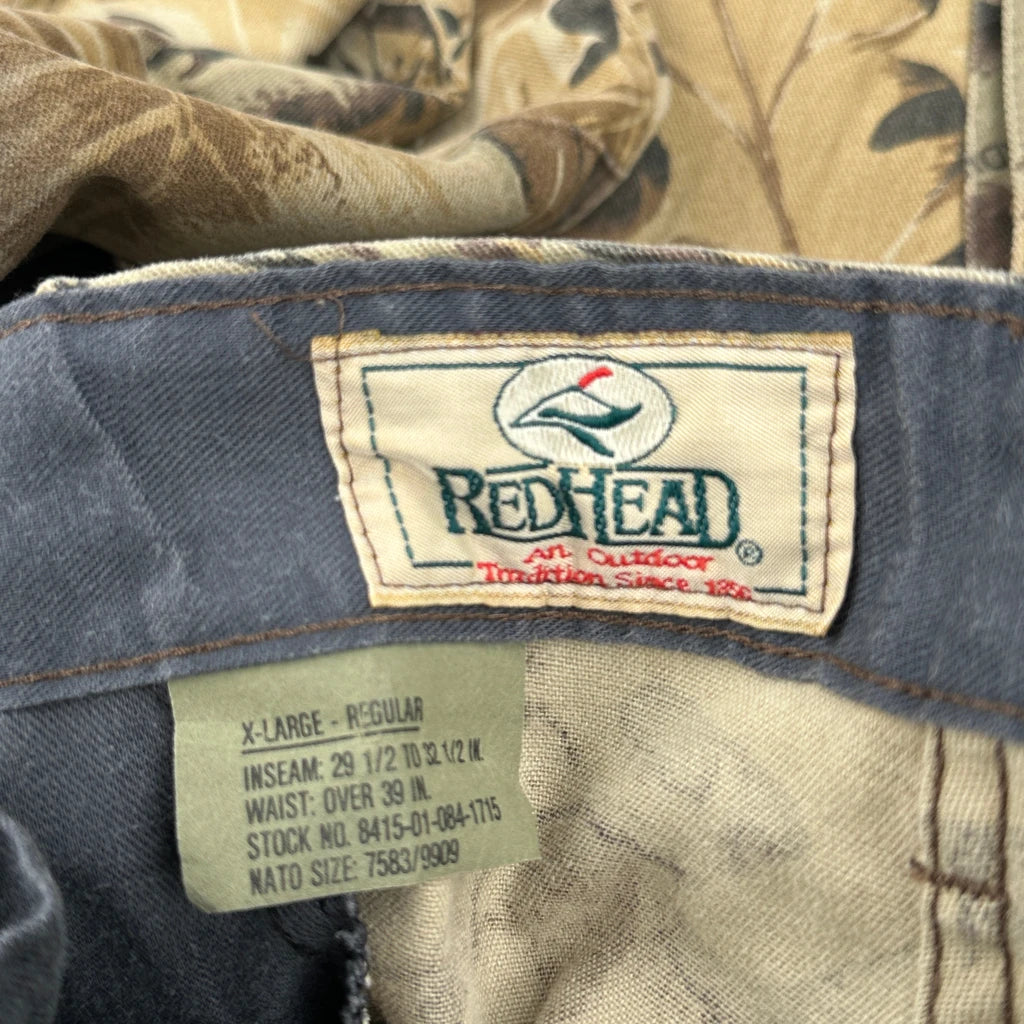 REDHEAD®
An Outdoor
Tradition Since 1856
X-LARGE - REGULAR
INSEAM: 29 1/2 TO 32 1/2 IN.
WAIST: OVER 39 IN.
STOCK NO. 8415-01-084-1715
NATO SIZE: 7583/9909